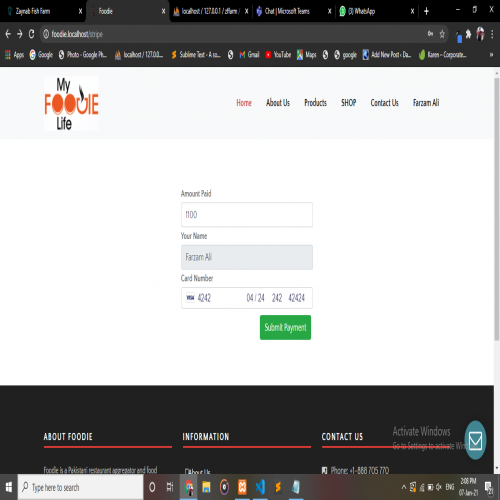 Zaynab Fish Farm
Foodie
localhost / 127.0.0.1 / zffarm /
Chat | Microsoft Teams
(3) WhatsApp
foodie.localhost/stripe
Apps
Google
Photo - Google Ph...
localhost / 127.0.0...
Sublime Text - A so...
Gmail
YouTube
Maps
google
Add New Post ‹ Da...
Karen – Corporate...
My
FOODIE
Life
Home
About Us
Products
SHOP
Contact Us
Farzam Ali
Amount Paid
1100
Your Name
Farzam Ali
Card Number
VISA 4242 04 / 24 242 42424
Submit Payment
ABOUT FOODIE
INFORMATION
CONTACT US
Foodie is a Pakistani restaurant aggregator and food
About Us
Phone: +1-888 705 770
Activate Windows
Go to Settings to activate Win
Type here to search
ENG
2:08 PM
07-Jan-21